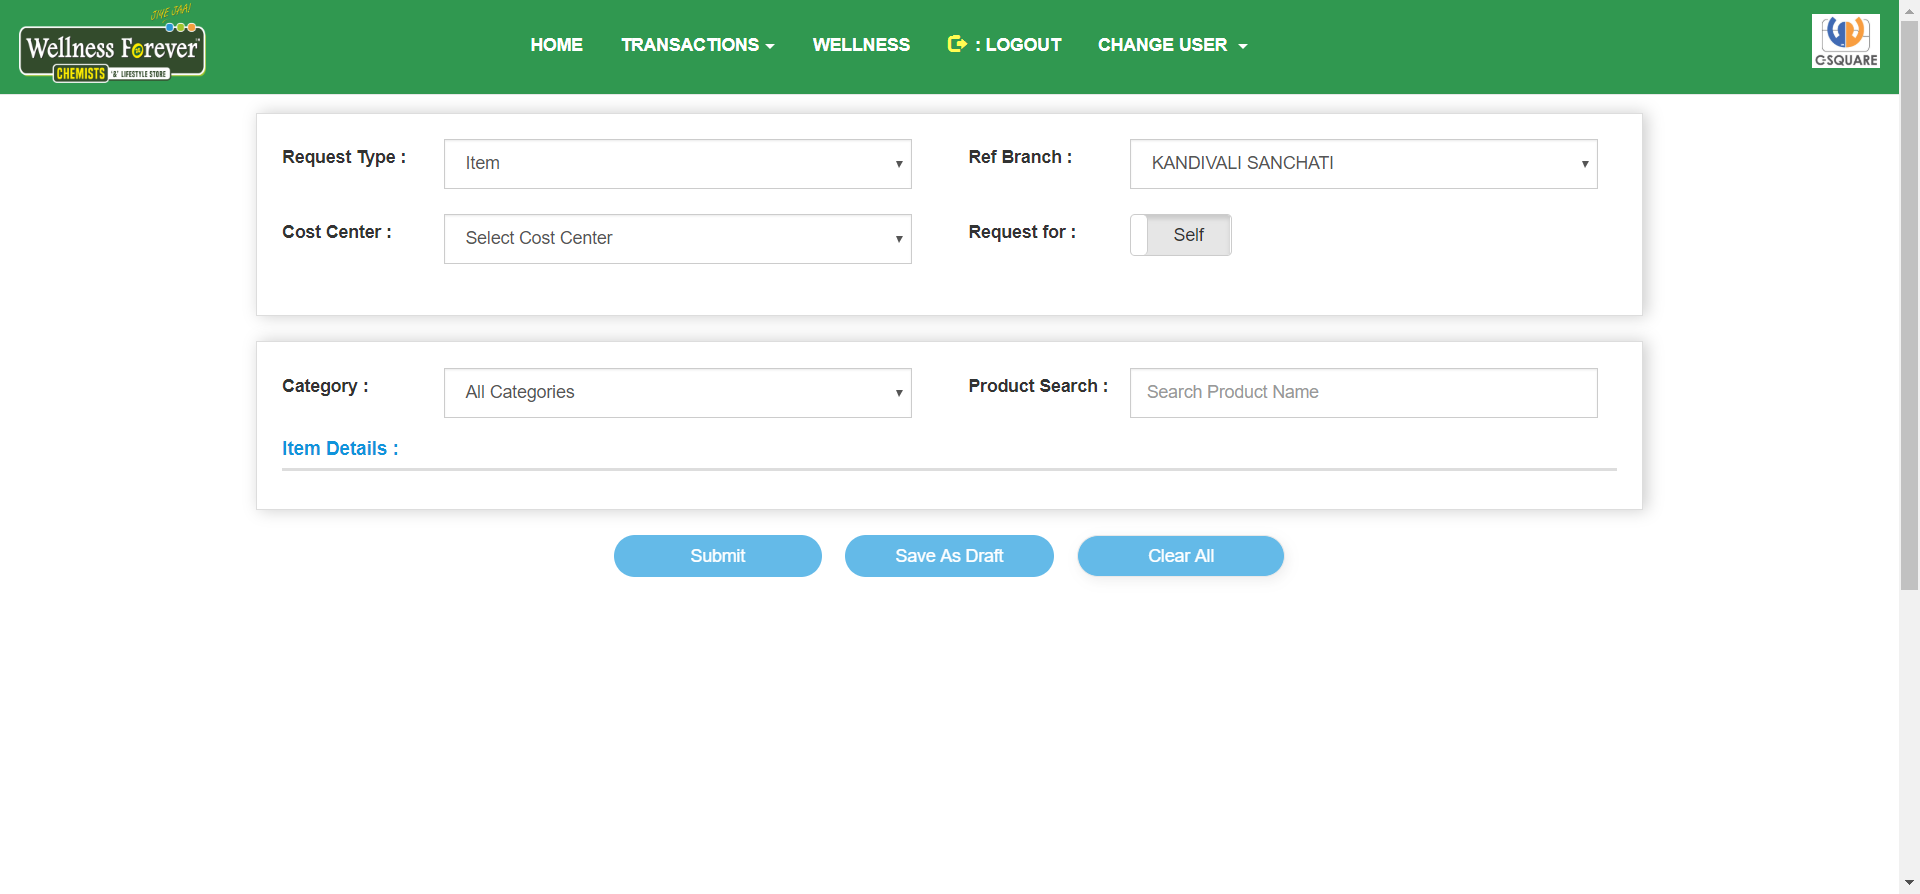 JIYE JAAI
Wellness Forever
CHEMISTS '&' LIFESTYLE STORE
HOME TRANSACTIONS WELLNESS : LOGOUT CHANGE USER
C-SQUARE
Request Type : Item Ref Branch : KANDIVALI SANCHATI
Cost Center : Select Cost Center Request for : Self
Category : All Categories Product Search : Search Product Name
Item Details :
Submit Save As Draft Clear All